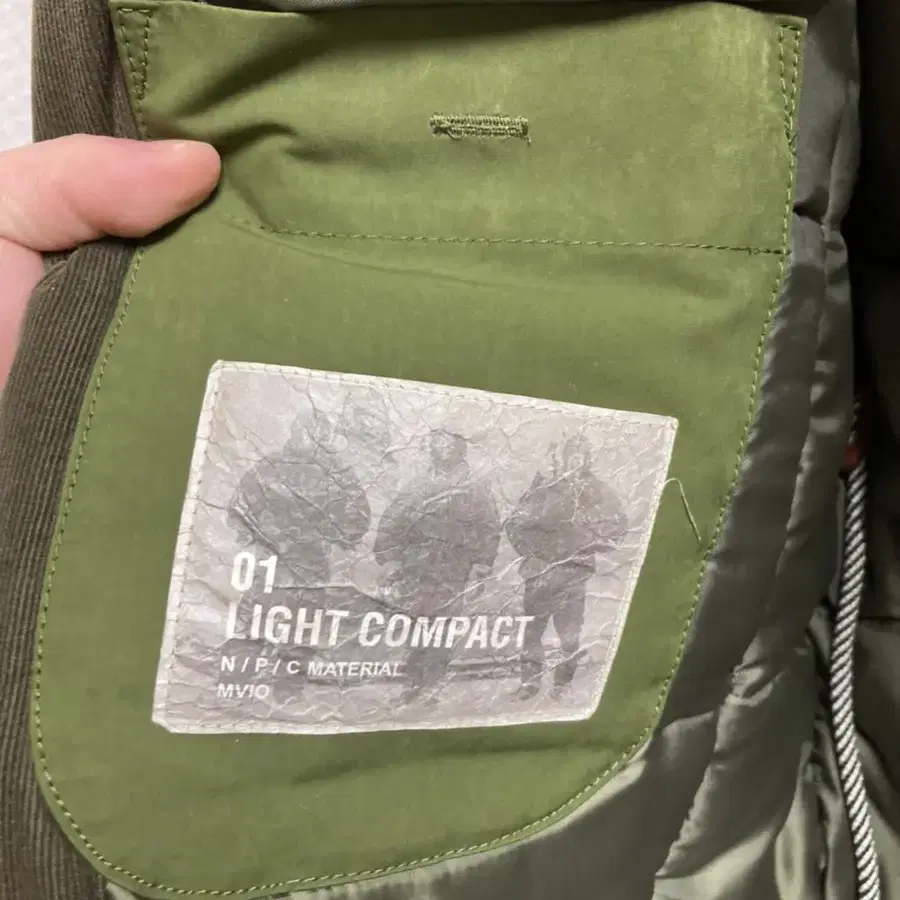 01
LIGHT COMPACT
N / P / C MATERIAL
MVIO